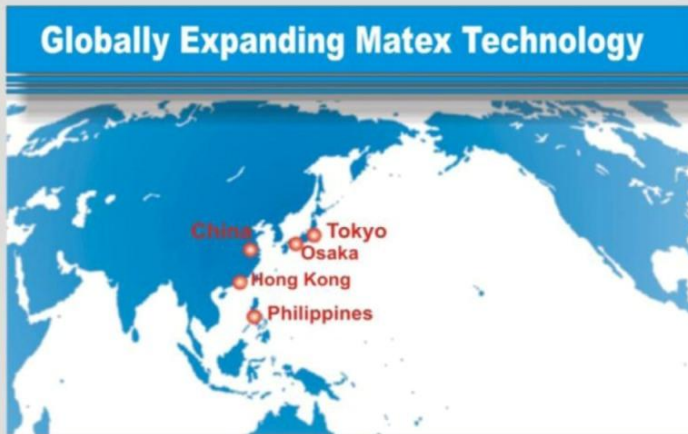 Globally Expanding Matex Technology
China
Tokyo
Osaka
Hong Kong
Philippines